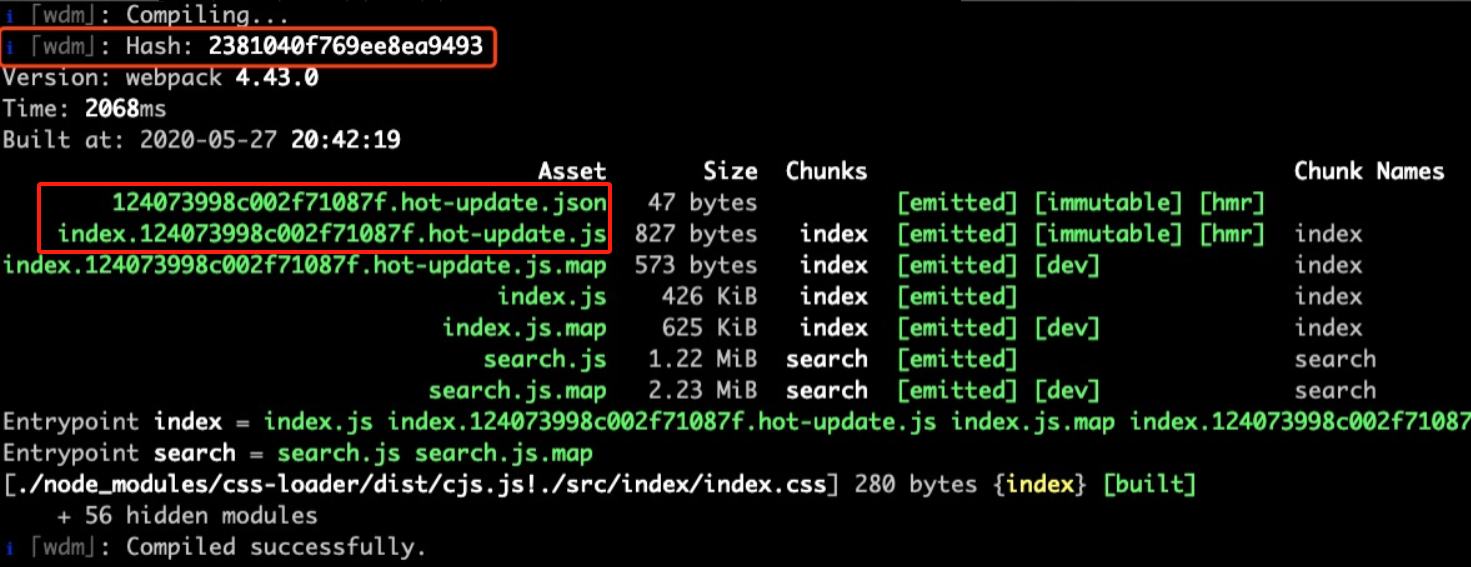 i ｢wdm｣: Compiling...
i ｢wdm｣: Hash: 2381040f769ee8ea9493
Version: webpack 4.43.0
Time: 2068ms
Built at: 2020-05-27 20:42:19
Asset Size Chunks Chunk Names
124073998c002f71087f.hot-update.json 47 bytes [emitted] [immutable] [hmr]
index.124073998c002f71087f.hot-update.js 827 bytes index [emitted] [immutable] [hmr] index
index.124073998c002f71087f.hot-update.js.map 573 bytes index [emitted] [dev] index
index.js 426 KiB index [emitted] index
index.js.map 625 KiB index [emitted] [dev] index
search.js 1.22 MiB search [emitted] search
search.js.map 2.23 MiB search [emitted] [dev] search
Entrypoint index = index.js index.124073998c002f71087f.hot-update.js index.js.map index.124073998c002f71087
Entrypoint search = search.js search.js.map
[./node_modules/css-loader/dist/cjs.js!./src/index/index.css] 280 bytes {index} [built]
+ 56 hidden modules
i ｢wdm｣: Compiled successfully.